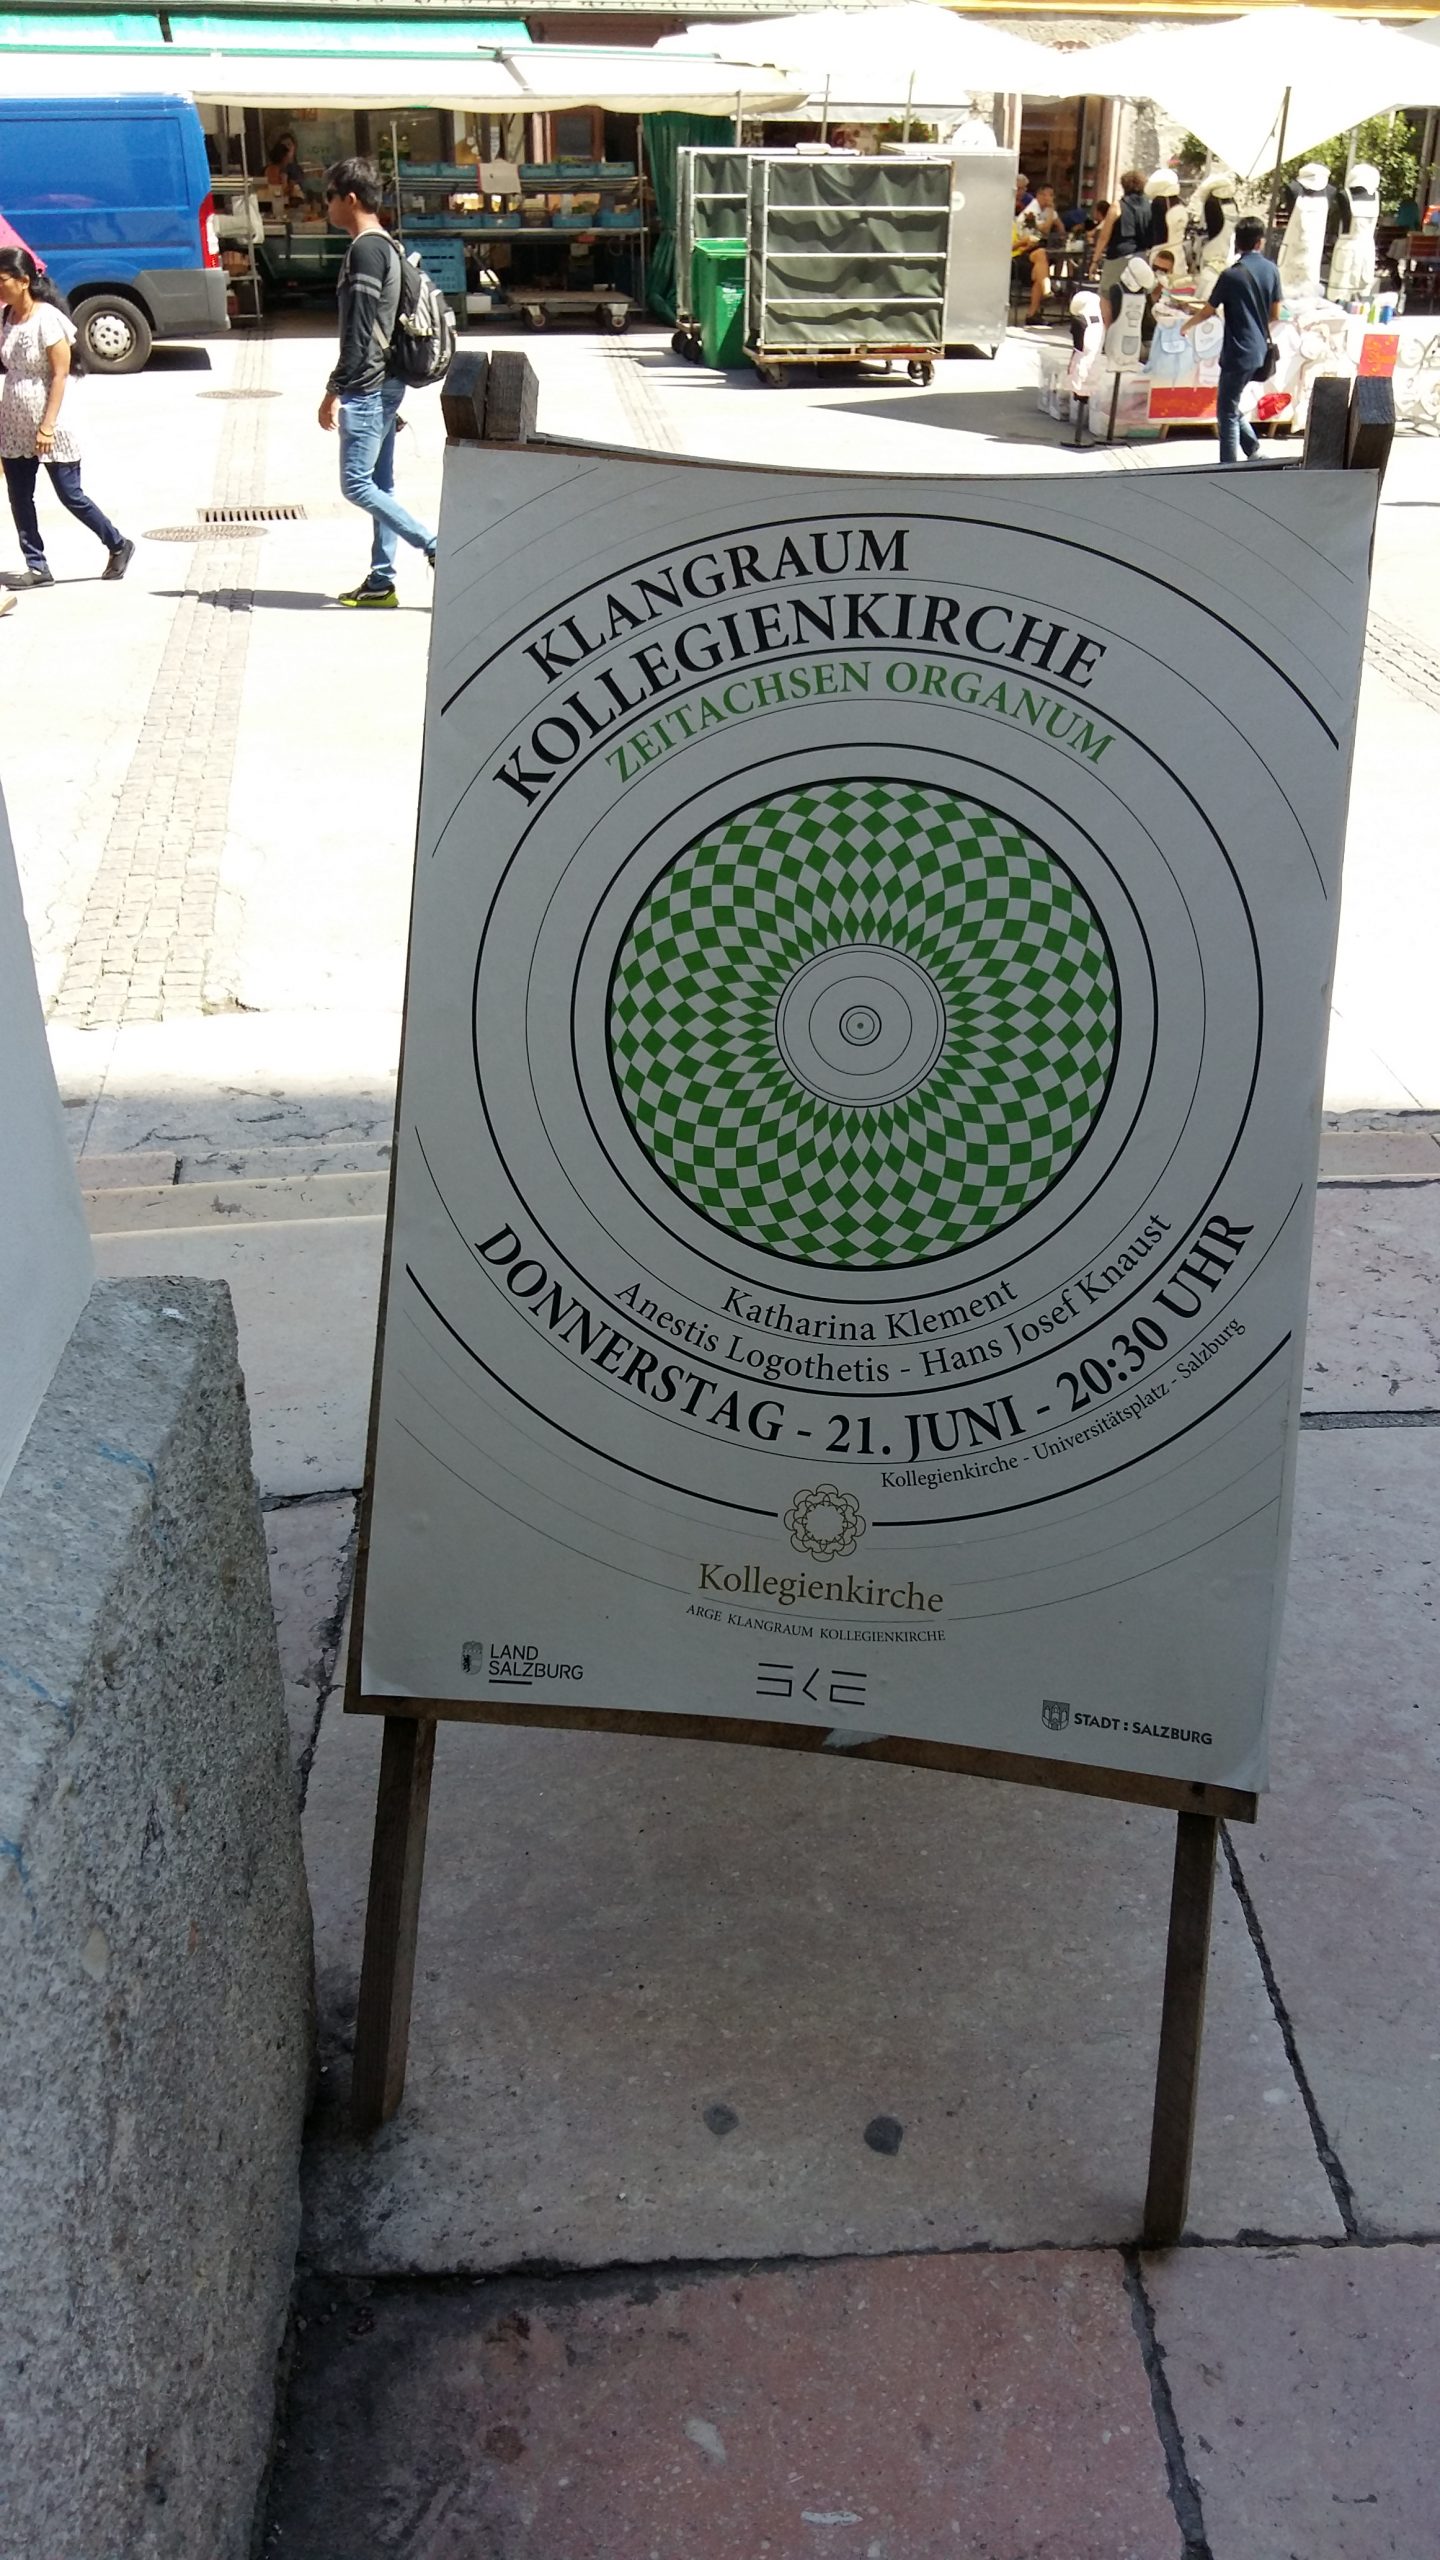 KLANGRAUM
KOLLEGIENKIRCHE
ZEITACHSEN ORGANUM
Katharina Klement
Anestis Logothetis - Hans Josef Knaust
DONNERSTAG - 21. JUNI - 20:30 UHR
Kollegienkirche - Universitätsplatz - Salzburg
Kollegienkirche
ARGE KLANGRAUM KOLLEGIENKIRCHE
LAND
SALZBURG
SKE
STADT : SALZBURG